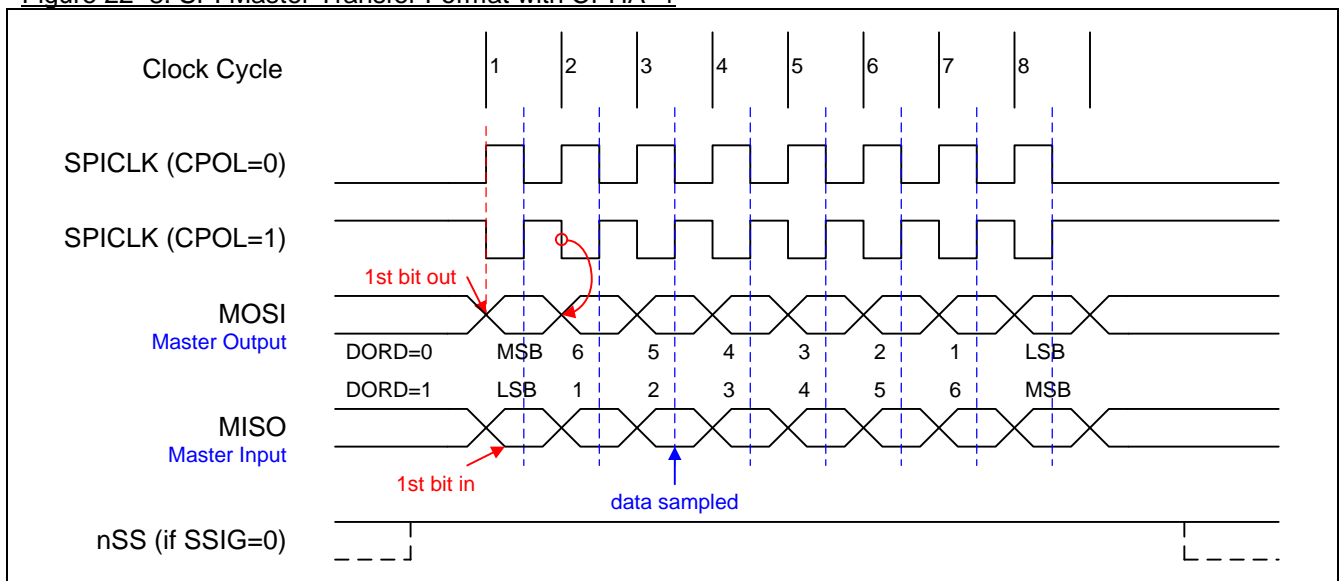 Figure 22-3. SPI Master Transfer Format with CPHA=1
Clock Cycle 1 2 3 4 5 6 7 8
SPICLK (CPOL=0)
SPICLK (CPOL=1)
1st bit out
MOSI
Master Output
DORD=0 MSB 6 5 4 3 2 1 LSB
DORD=1 LSB 1 2 3 4 5 6 MSB
MISO
Master Input
1st bit in
data sampled
nSS (if SSIG=0)